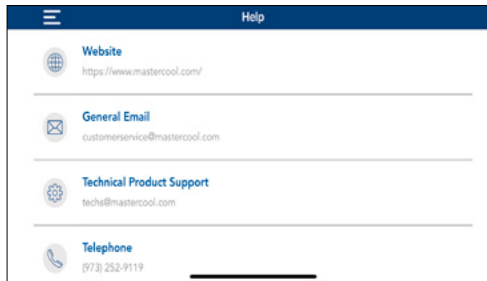 Help
Website
https://www.mastercool.com/
General Email
customerservice@mastercool.com
Technical Product Support
techs@mastercool.com
Telephone
(973) 252-9119